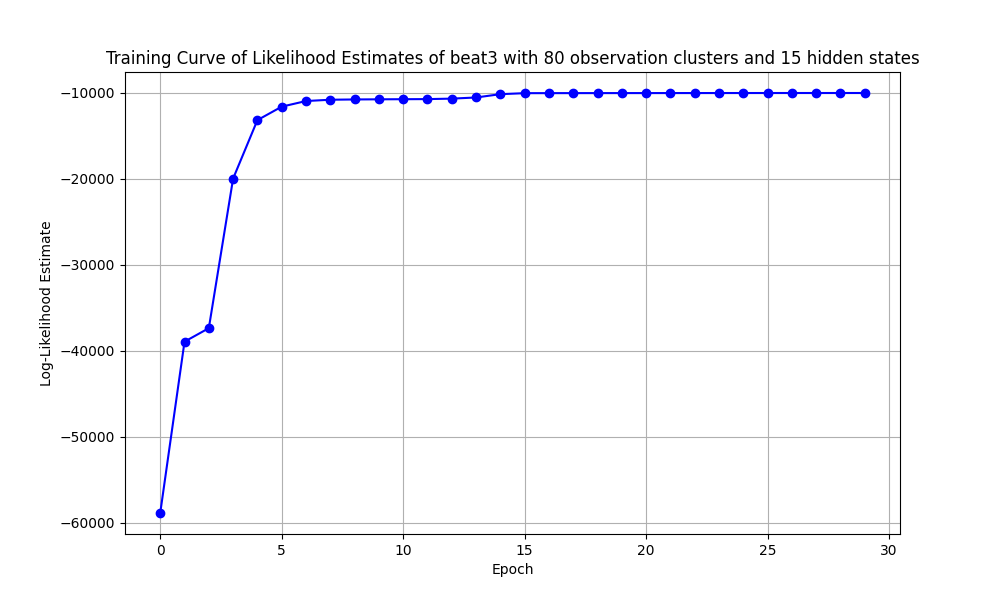 Training Curve of Likelihood Estimates of beat3 with 80 observation clusters and 15 hidden states
−10000
−20000
−30000
−40000
−50000
−60000
Log-Likelihood Estimate
0 5 10 15 20 25 30
Epoch